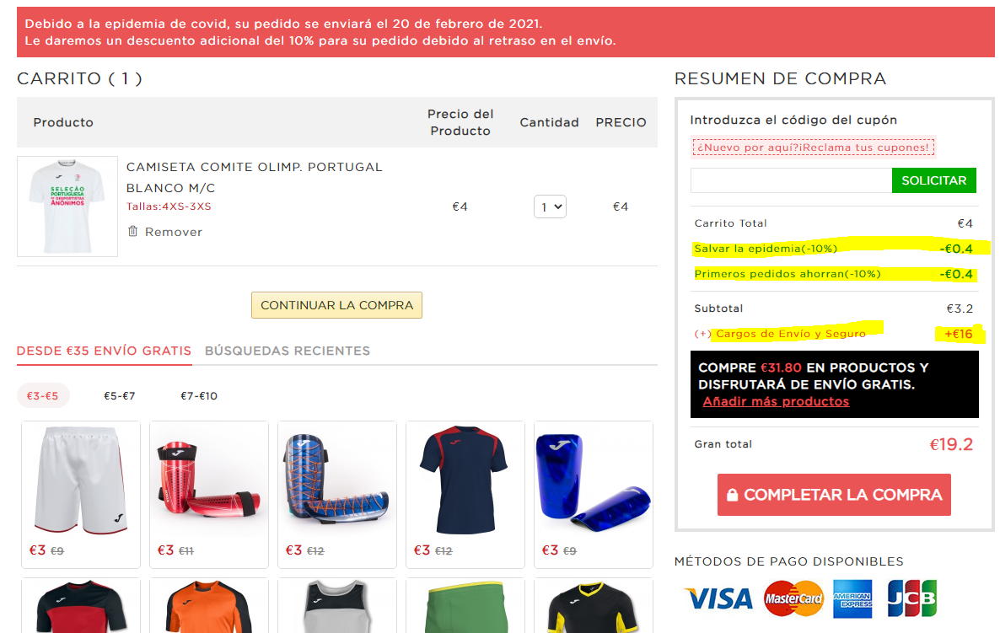 Debido a la epidemia de covid, su pedido se enviará el 20 de febrero de 2021.
Le daremos un descuento adicional del 10% para su pedido debido al retraso en el envío.
CARRITO ( 1 )
Producto
Precio del
Producto
Cantidad
PRECIO
SELEÇÃO
PORTUGUESA
ANÓNIMOS
CAMISETA COMITE OLIMP. PORTUGAL
BLANCO M/C
Tallas:4XS-3XS
Remover
€4
1
€4
CONTINUAR LA COMPRA
DESDE €35 ENVÍO GRATIS
BÚSQUEDAS RECIENTES
€3-€5
€5-€7
€7-€10
€3 €9
€3 €11
€3 €12
€3 €12
€3 €9
RESUMEN DE COMPRA
Introduzca el código del cupón
¿Nuevo por aquí?¡Reclama tus cupones!
SOLICITAR
Carrito Total €4
Salvar la epidemia(-10%) -€0.4
Primeros pedidos ahorran(-10%) -€0.4
Subtotal €3.2
(+) Cargos de Envío y Seguro +€16
COMPRE €31.80 EN PRODUCTOS Y
DISFRUTARÁ DE ENVÍO GRATIS.
Añadir más productos
Gran total €19.2
COMPLETAR LA COMPRA
MÉTODOS DE PAGO DISPONIBLES
VISA
MasterCard
AMERICAN
EXPRESS
JCB